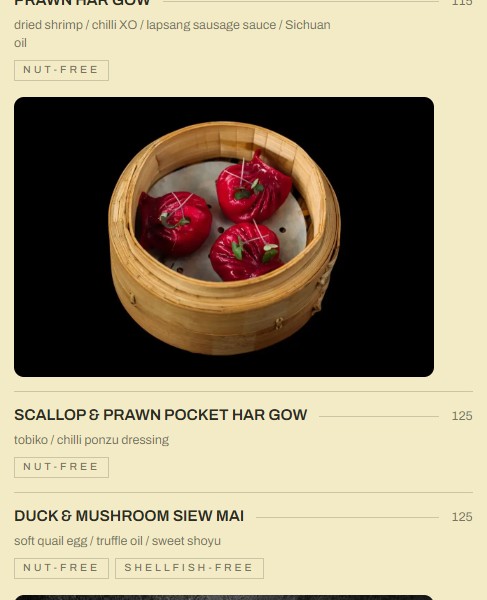 PRAWN HAR GOW 115
dried shrimp / chilli XO / lapsang sausage sauce / Sichuan
oil
NUT-FREE
SCALLOP & PRAWN POCKET HAR GOW 125
tobiko / chilli ponzu dressing
NUT-FREE
DUCK & MUSHROOM SIEW MAI 125
soft quail egg / truffle oil / sweet shoyu
NUT-FREE SHELLFISH-FREE